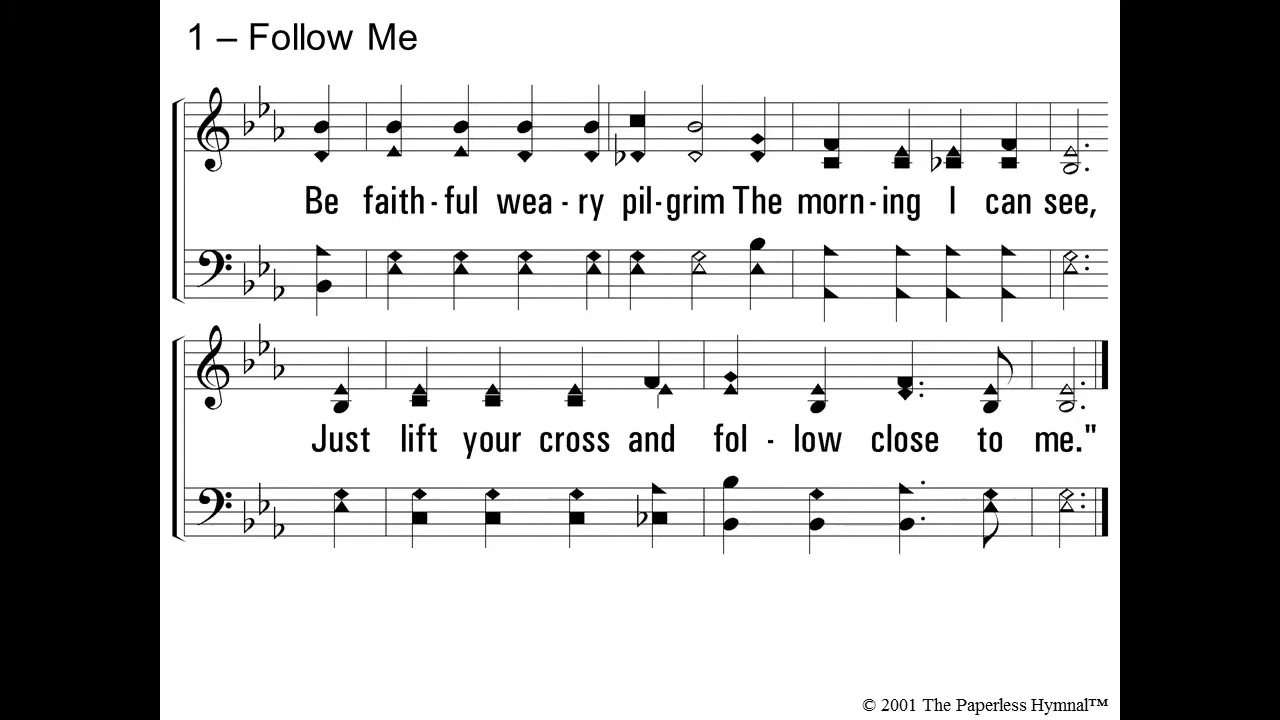 1 – Follow Me
Be faith - ful wea - ry pil - grim The morn - ing I can see,
Just lift your cross and fol - low close to me."
© 2001 The Paperless Hymnal™